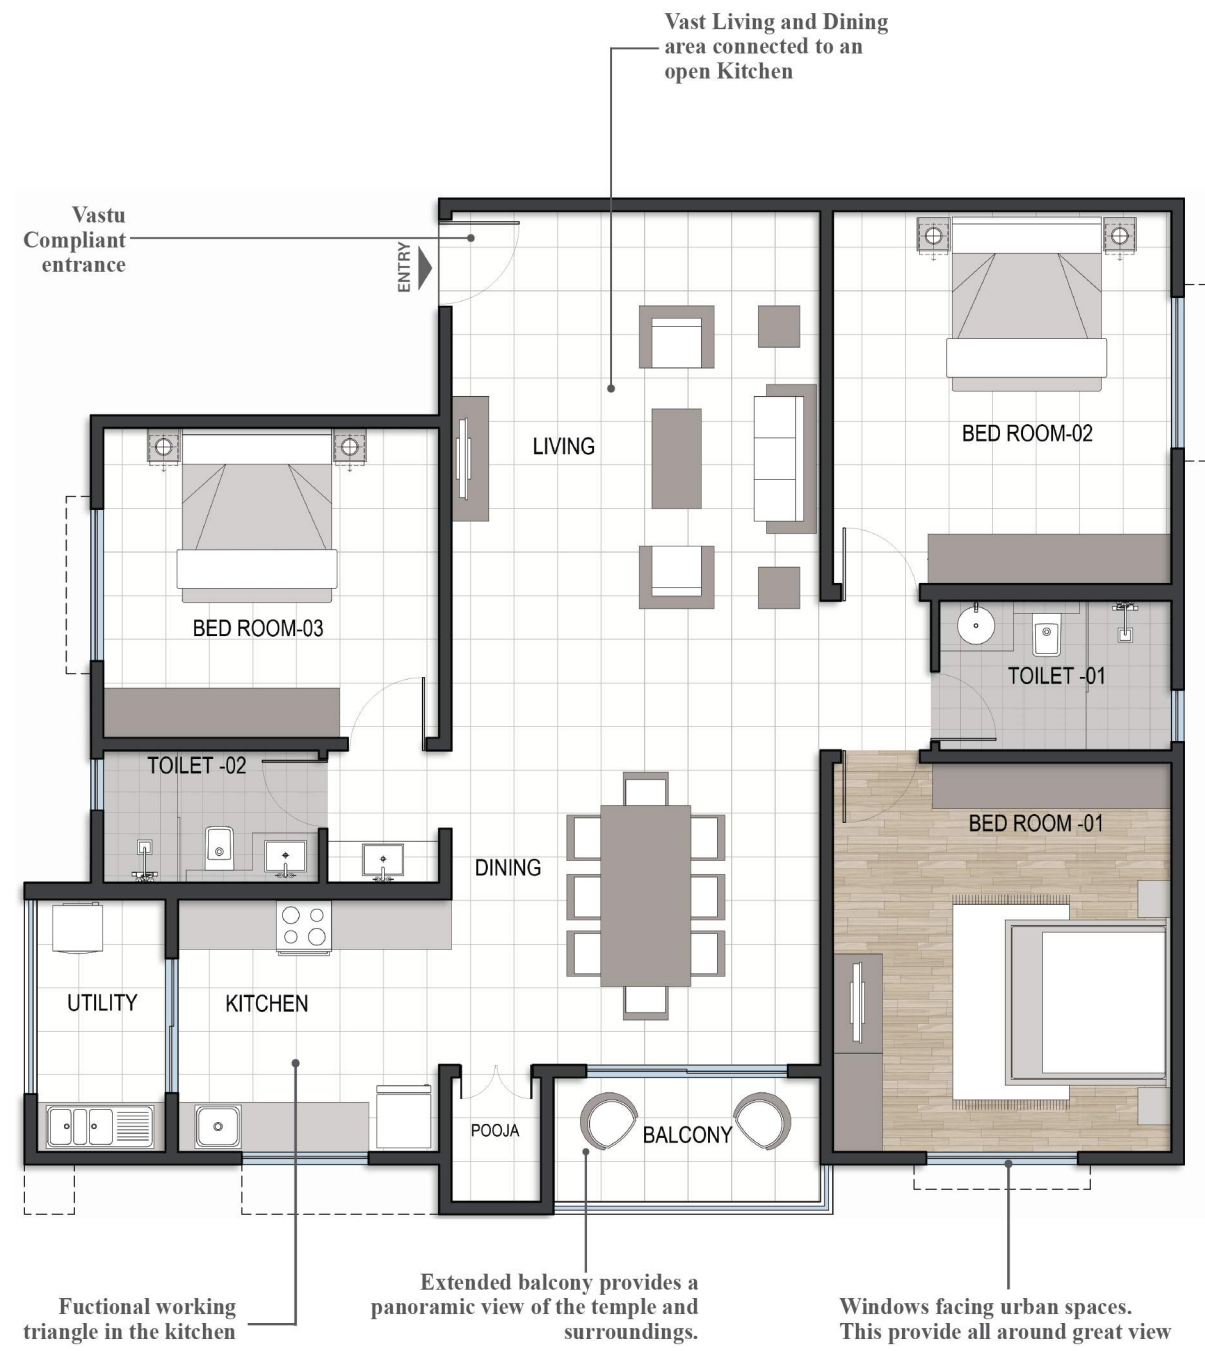 Vast Living and Dining
area connected to an
open Kitchen
Vastu
Compliant
entrance
ENTRY
LIVING
BED ROOM-02
BED ROOM-03
TOILET -01
TOILET -02
BED ROOM -01
DINING
UTILITY
KITCHEN
POOJA
BALCONY
Fuctional working
triangle in the kitchen
Extended balcony provides a
panoramic view of the temple and
surroundings.
Windows facing urban spaces.
This provide all around great view